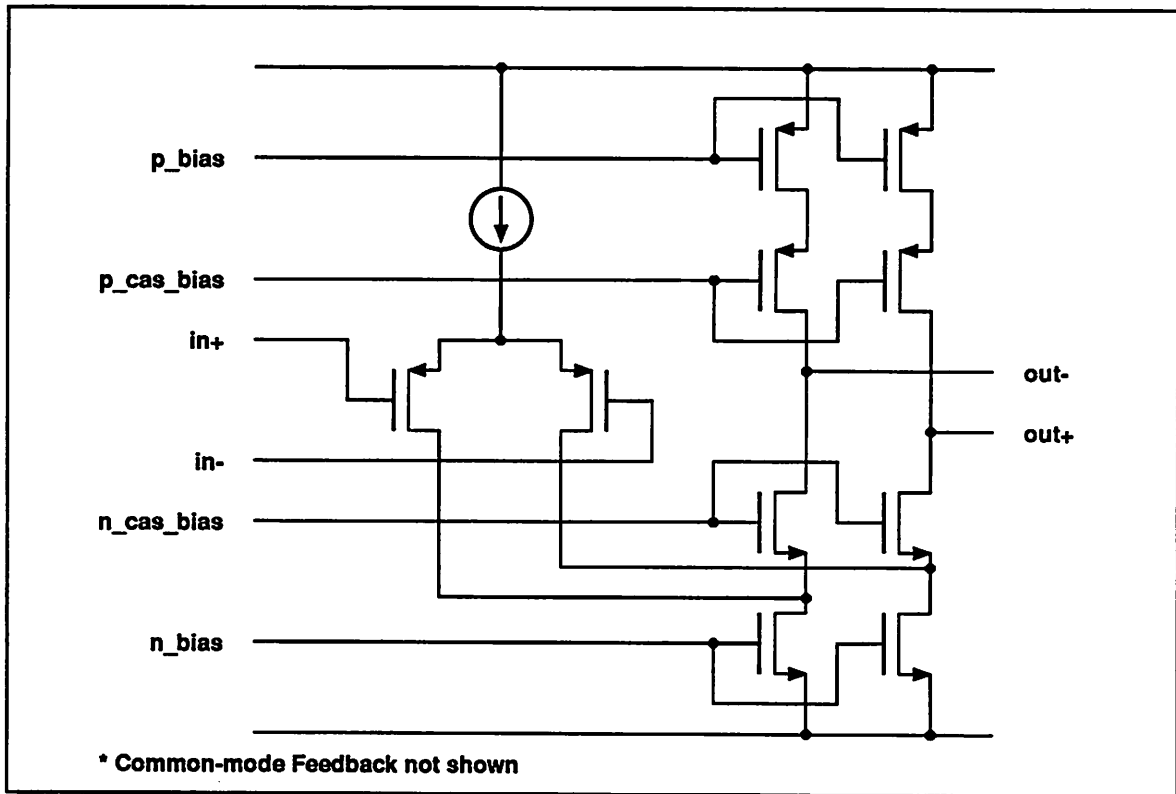 p_bias
p_cas_bias
in+
out-
out+
in-
n_cas_bias
n_bias
* Common-mode Feedback not shown